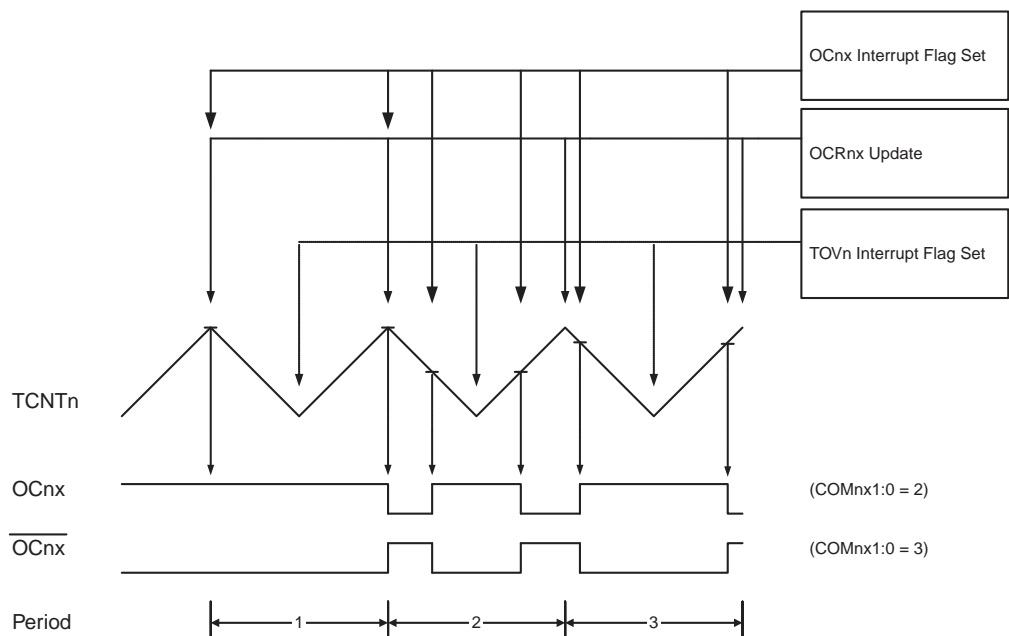 OCnx Interrupt Flag Set
OCRnx Update
TOVn Interrupt Flag Set
TCNTn
OCnx
(COMnx1:0 = 2)
OCnx
(COMnx1:0 = 3)
Period
1
2
3